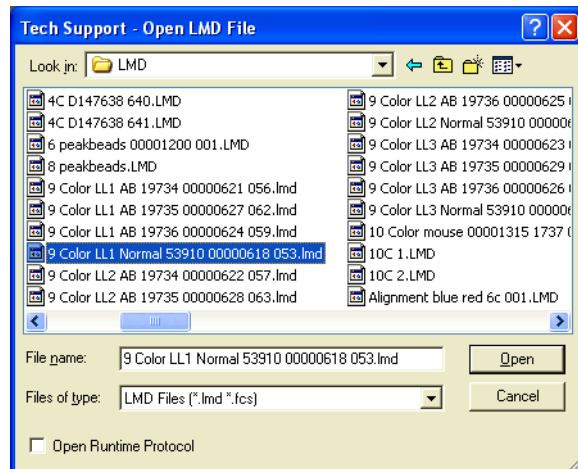 Tech Support - Open LMD File
Look in: LMD
4C D147638 640.LMD
4C D147638 641.LMD
6 peakbeads 00001200 001.LMD
8 peakbeads.LMD
9 Color LL1 AB 19734 00000621 056.lmd
9 Color LL1 AB 19735 00000627 062.lmd
9 Color LL1 AB 19736 00000624 059.lmd
9 Color LL1 Normal 53910 00000618 053.lmd
9 Color LL2 AB 19734 00000622 057.lmd
9 Color LL2 AB 19735 00000628 063.lmd
9 Color LL2 AB 19736 00000625
9 Color LL2 Normal 53910
9 Color LL3 AB 19734 00000623
9 Color LL3 AB 19735 00000629
9 Color LL3 AB 19736 00000626
9 Color LL3 Normal 53910
10 Color mouse 00001315 1737
10C 1.LMD
10C 2.LMD
Alignment blue red 6c 001.LMD
File name: 9 Color LL1 Normal 53910 00000618 053.lmd
Open
Files of type: LMD Files (*.lmd *.fcs)
Cancel
Open Runtime Protocol